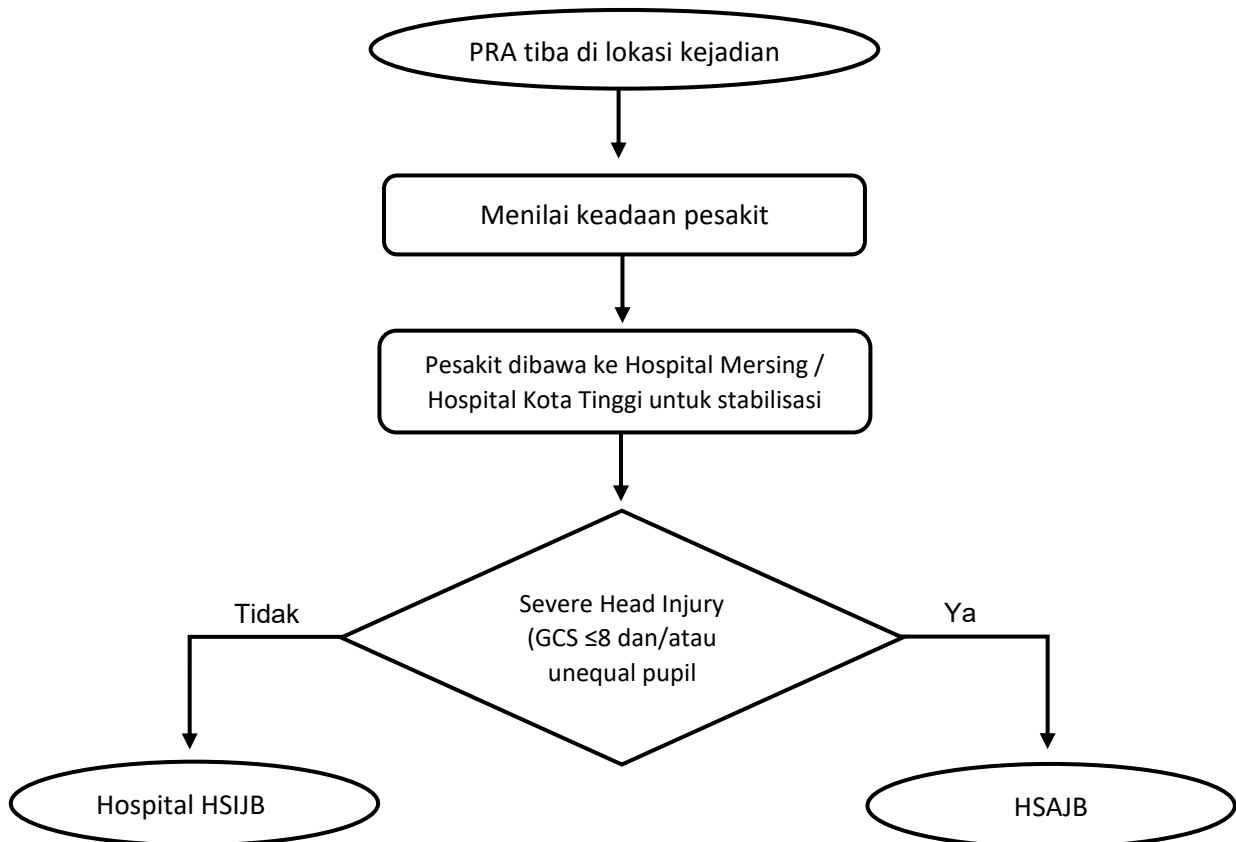 PRA tiba di lokasi kejadian
Menilai keadaan pesakit
Pesakit dibawa ke Hospital Mersing /
Hospital Kota Tinggi untuk stabilisasi
Severe Head Injury
(GCS ≤8 dan/atau
unequal pupil
Tidak
Ya
Hospital HSIJB
HSAJB